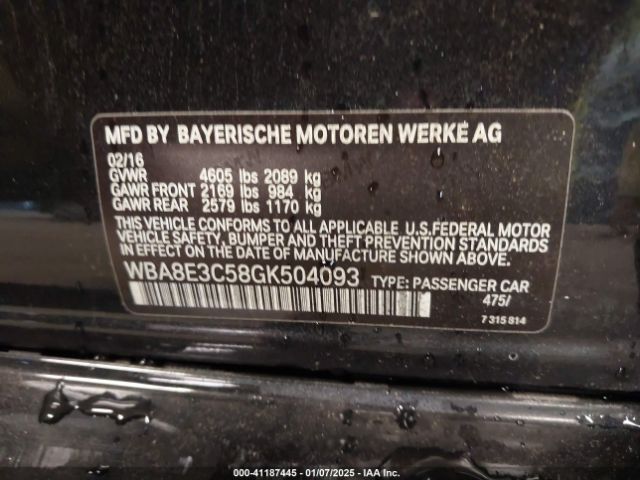 MFD BY BAYERISCHE MOTOREN WERKE AG
02/16
GVWR 4605 lbs 2089 kg
GAWR FRONT 2169 lbs 984 kg
GAWR REAR 2579 lbs 1170 kg
THIS VEHICLE CONFORMS TO ALL APPLICABLE U.S.FEDERAL MOTOR
VEHICLE SAFETY, BUMPER AND THEFT PREVENTION STANDARDS
IN EFFECT ON THE DATE OF MANUFACTURE SHOWN ABOVE.
WBA8E3C58GK504093 TYPE: PASSENGER CAR
475/
7 315 814
000-41187445 | 01/07/2025 | IAA Inc.